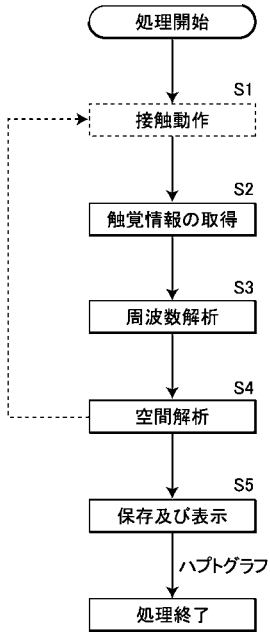 処理開始
S1
接触動作
S2
触覚情報の取得
S3
周波数解析
S4
空間解析
S5
保存及び表示
ハプトグラフ
処理終了